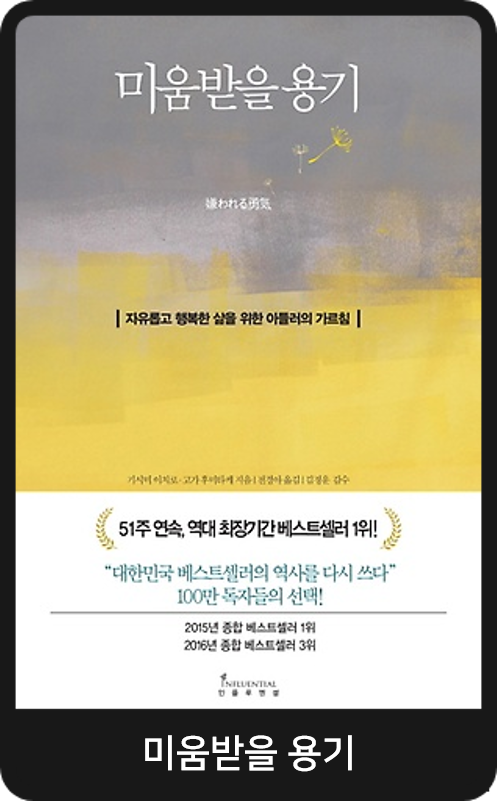 미움받을 용기
嫌われる勇気
자유롭고 행복한 삶을 위한 아들러의 가르침
기시미 이치로·고가 후미타케 지음 | 전경아 옮김 | 김정운 감수
51주 연속, 역대 최장기간 베스트셀러 1위!
“대한민국 베스트셀러의 역사를 다시 쓰다”
100만 독자들의 선택!
2015년 종합 베스트셀러 1위
2016년 종합 베스트셀러 3위
INFLUENTIAL
인플루엔셜
미움받을 용기